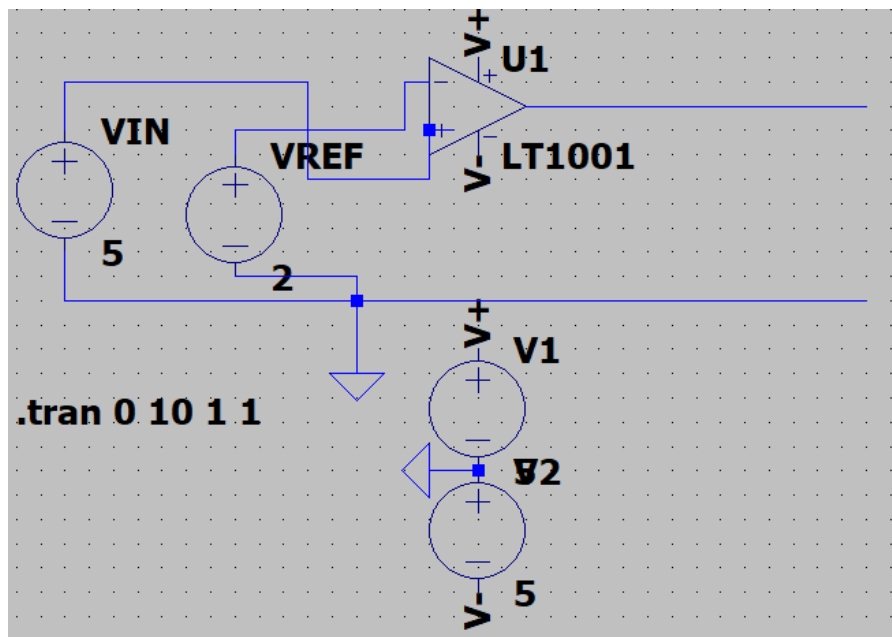 V+
U1
VIN
VREF
LT1001
V-
5
2
V+
V1
.tran 0 10 1 1
V2
5
V-